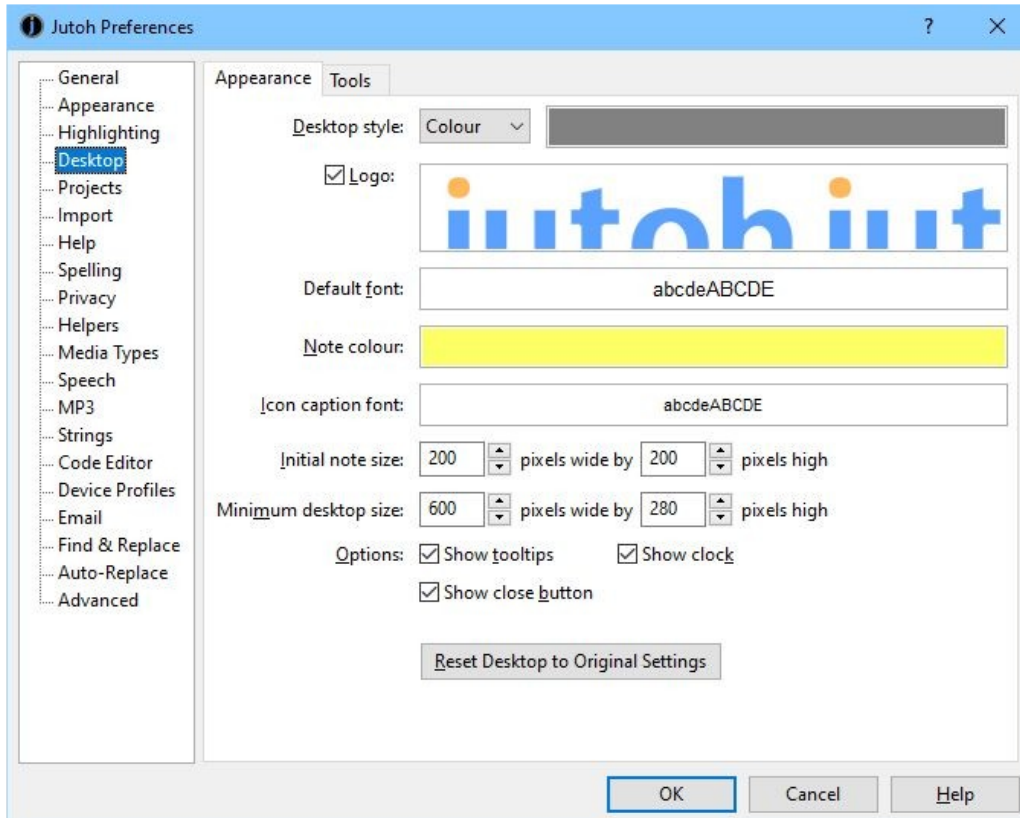 Jutoh Preferences
General
Appearance
Highlighting
Desktop
Projects
Import
Help
Spelling
Privacy
Helpers
Media Types
Speech
MP3
Strings
Code Editor
Device Profiles
Email
Find & Replace
Auto-Replace
Advanced
Appearance Tools
Desktop style: Colour
Logo: jutoh jut
Default font: abcdeABCDE
Note colour:
Icon caption font: abcdeABCDE
Initial note size: 200 pixels wide by 200 pixels high
Minimum desktop size: 600 pixels wide by 280 pixels high
Options: Show tooltips Show clock
Show close button
Reset Desktop to Original Settings
OK Cancel Help